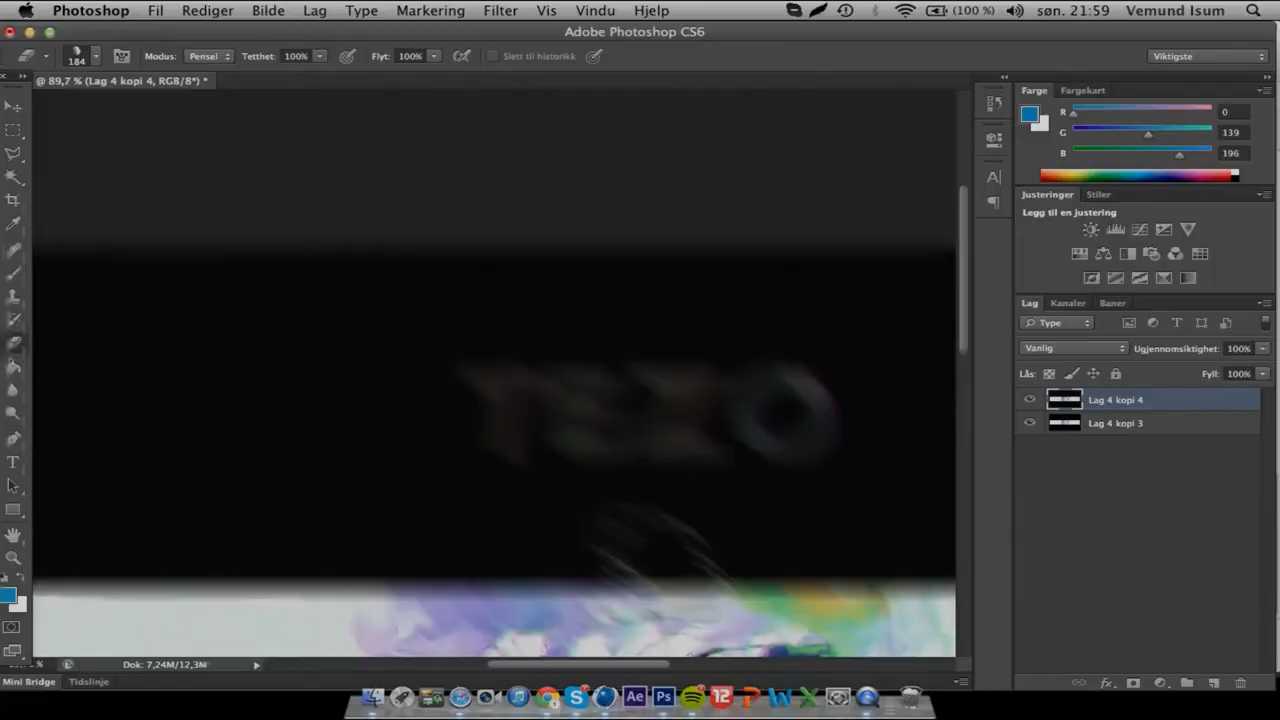 Photoshop Fil Rediger Bilde Lag Type Markering Filter Vis Vindu Hjelp (100 %) søn. 21:59 Vemund Isum
Adobe Photoshop CS6
184 Modus: Pensel Tetthet: 100% Flyt: 100% Slett til historikk Viktigste
@ 89,7 % (Lag 4 kopi 4, RGB/8*) *
Farge Fargekart
R 0
G 139
B 196
Justeringer Stiler
Legg til en justering
Lag Kanaler Baner
Type
Vanlig Ugjennomsiktighet: 100%
Lås: Fyll: 100%
Lag 4 kopi 4
Lag 4 kopi 3
A
T
TEXO
Dok: 7,24M/12,3M
Mini Bridge Tidslinje
Ae Ps 12 P W X